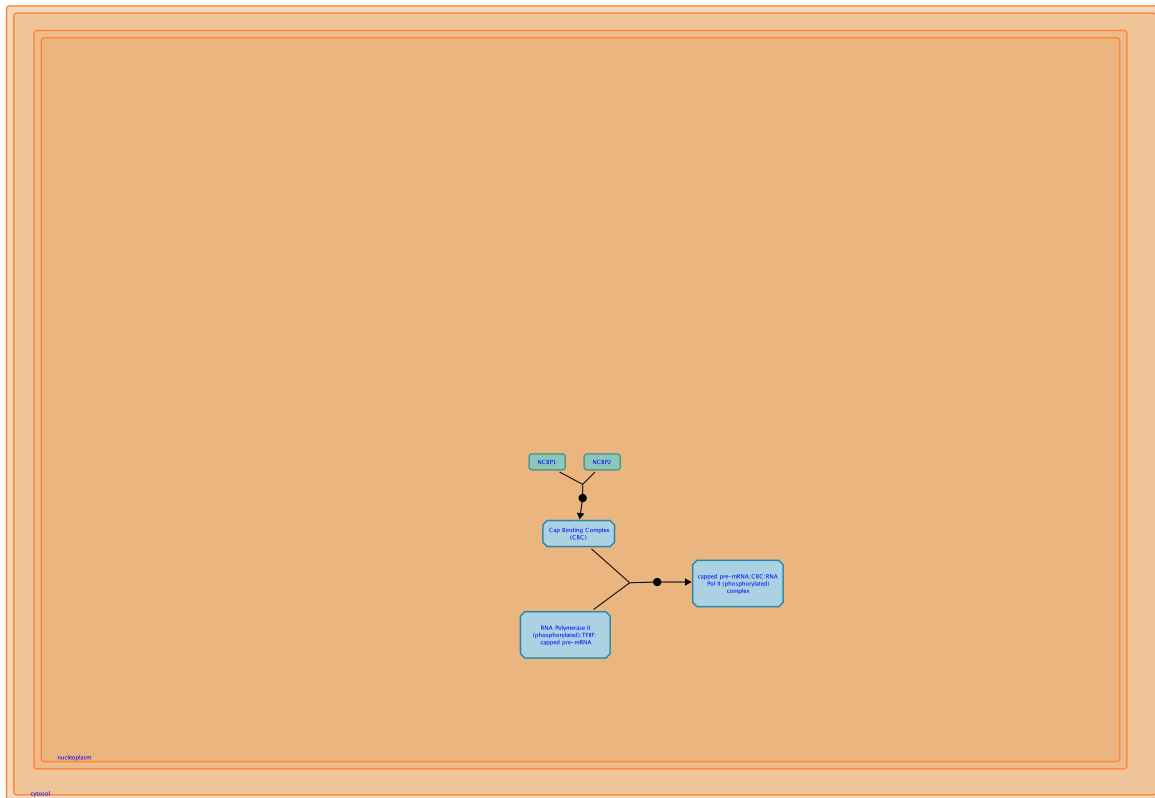 NCBP1
NCBP2
Cap Binding Complex
(CBC)
capped pre-mRNA:CBC:RNA
Pol II (phosphorylated)
complex
RNA Polymerase II
(phosphorylated):TFIIF:
capped pre-mRNA
nucleoplasm
cytosol